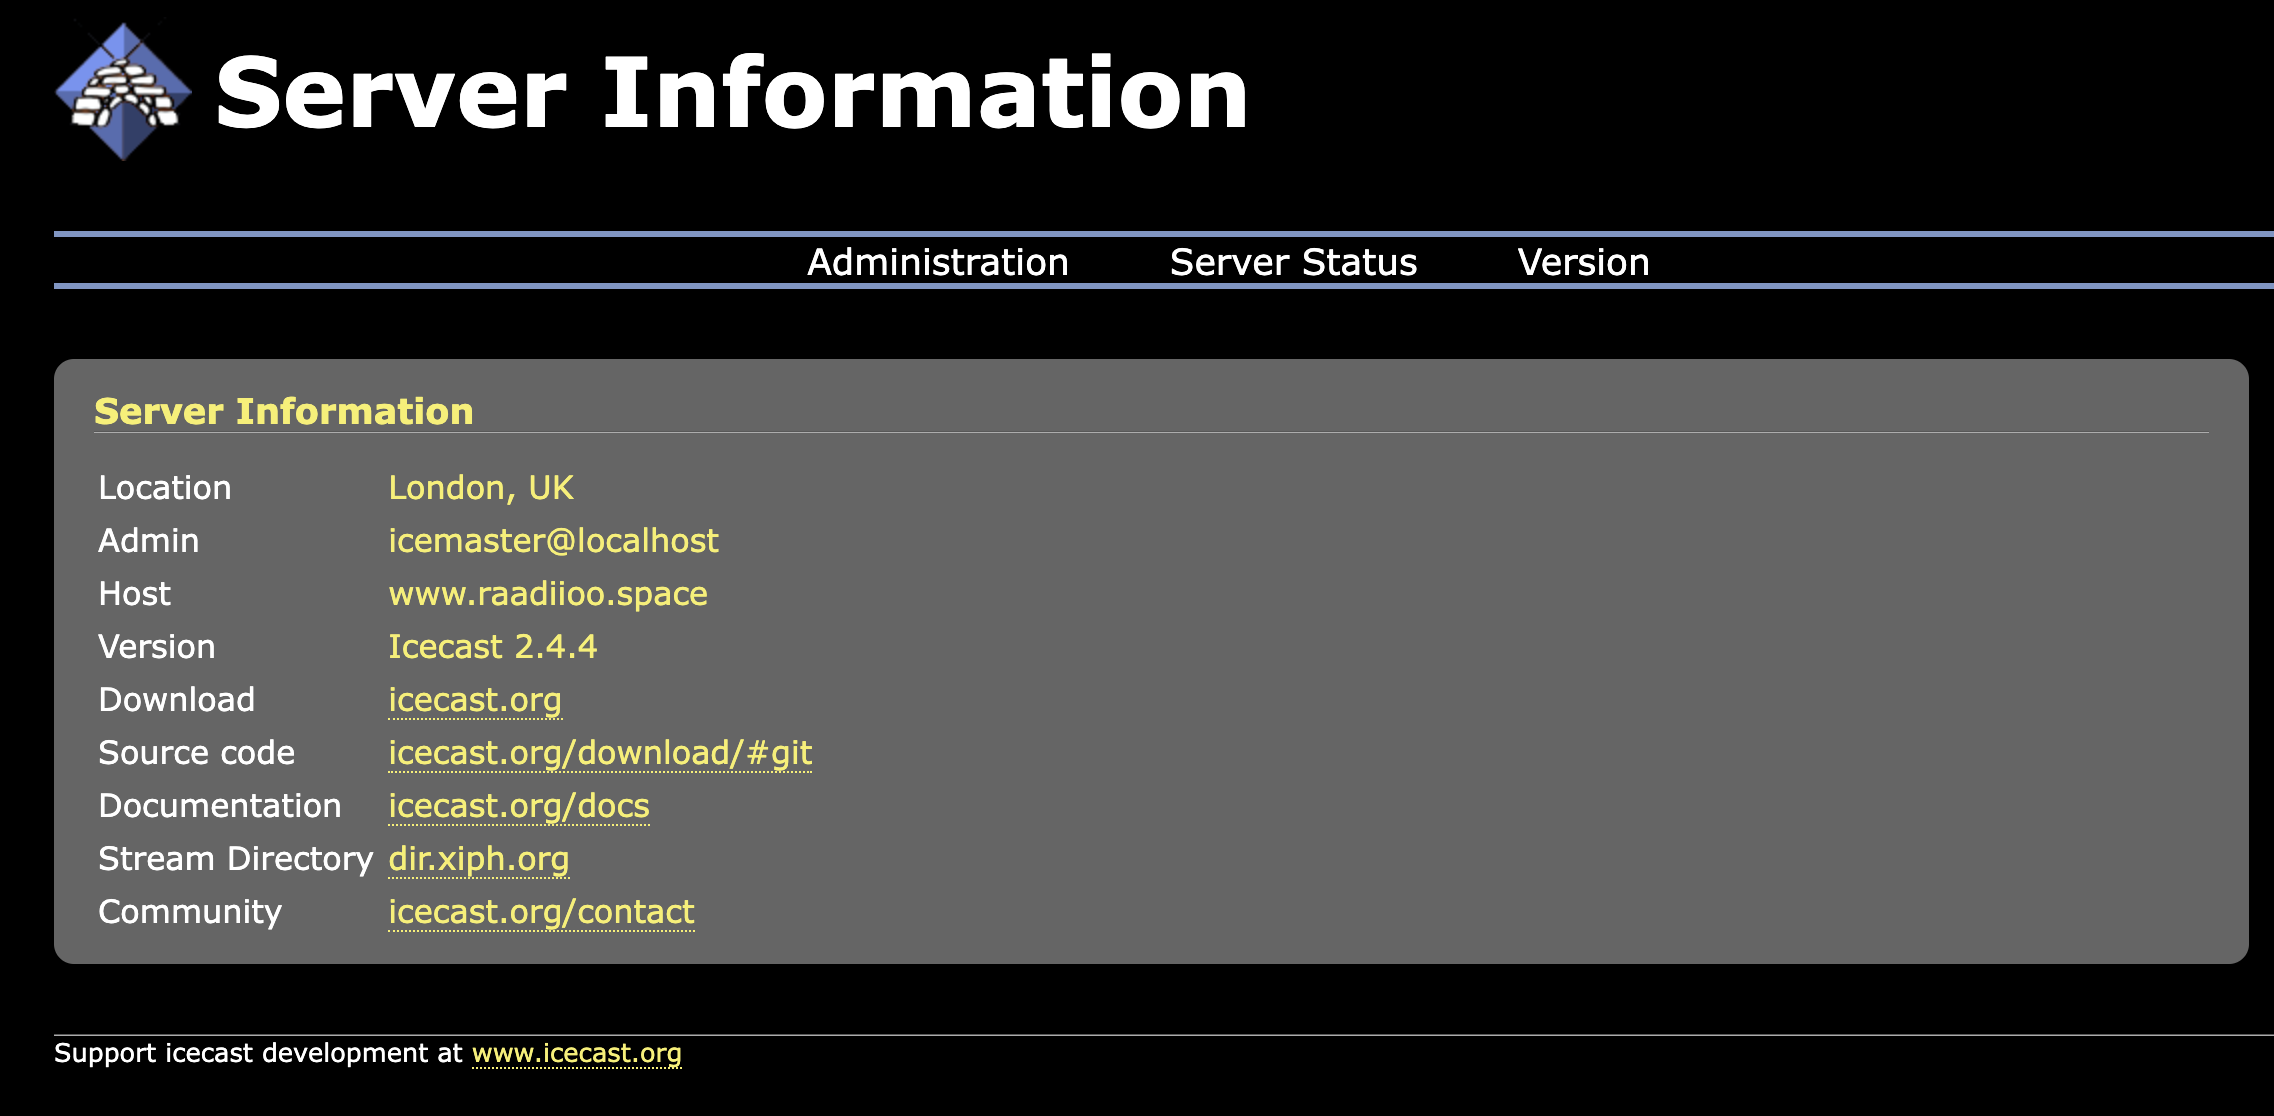 Server Information
Administration Server Status Version
Server Information
Location London, UK
Admin icemaster@localhost
Host www.raadiioo.space
Version Icecast 2.4.4
Download icecast.org
Source code icecast.org/download/#git
Documentation icecast.org/docs
Stream Directory dir.xiph.org
Community icecast.org/contact
Support icecast development at www.icecast.org